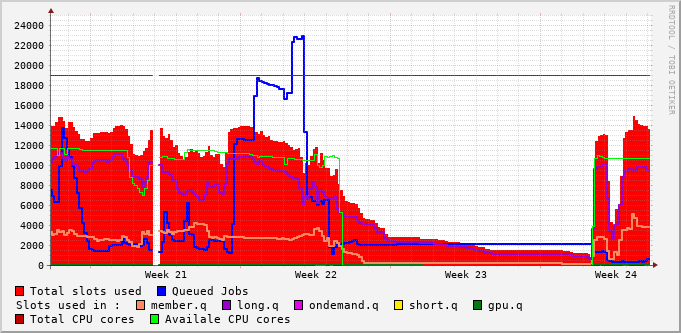 RRDTOOL / TOBI OETIKER
24000
22000
20000
18000
16000
14000
12000
10000
8000
6000
4000
2000
0
Week 21 Week 22 Week 23 Week 24
Total slots used Queued Jobs
Slots used in : member.q long.q ondemand.q short.q gpu.q
Total CPU cores Availale CPU cores